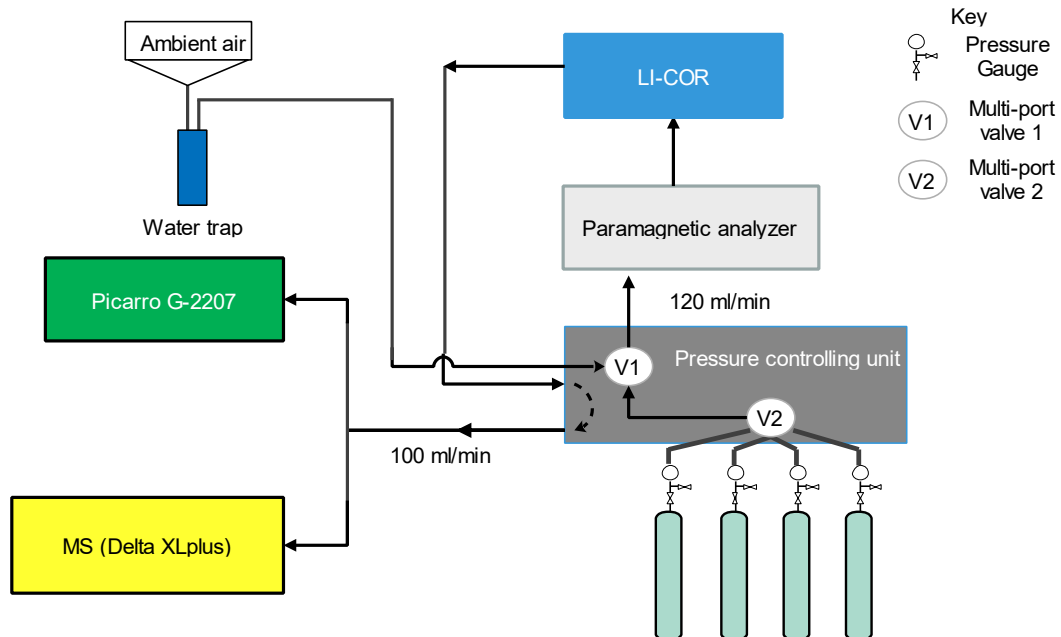 Key
Ambient air
Pressure
Gauge
LI-COR
V1
Multi-port
valve 1
V2
Multi-port
valve 2
Water trap
Paramagnetic analyzer
Picarro G-2207
120 ml/min
Pressure controlling unit
V1
V2
100 ml/min
MS (Delta XLplus)